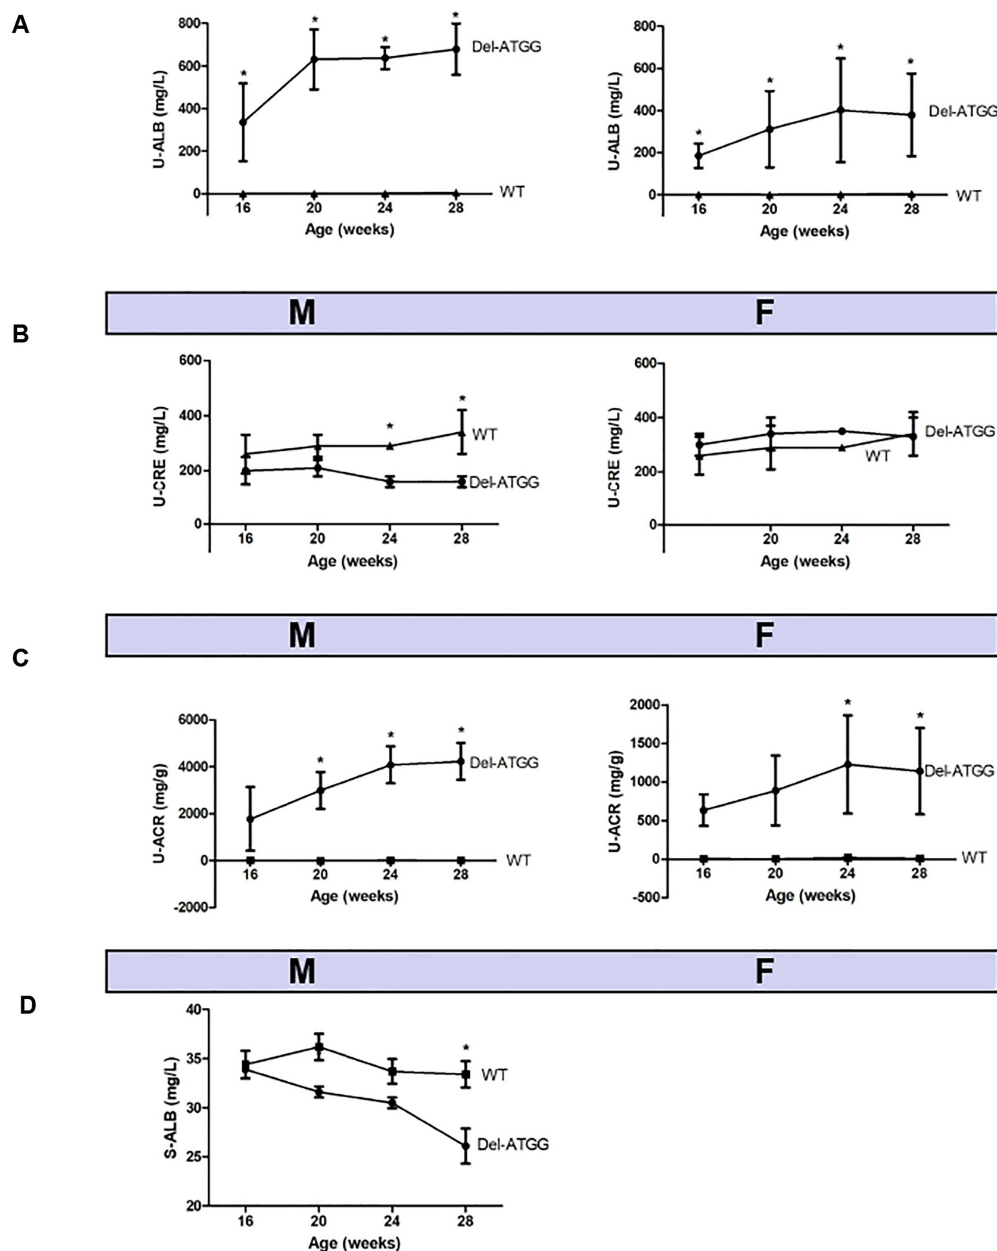 A
U-ALB (mg/L)
800
600
400
200
0
* * * *
Del-ATGG
WT
16 20 24 28
Age (weeks)
U-ALB (mg/L)
800
600
400
200
0
* * * *
Del-ATGG
WT
16 20 24 28
Age (weeks)
M F
B
U-CRE (mg/L)
600
400
200
0
* *
WT
Del-ATGG
16 20 24 28
Age (weeks)
U-CRE (mg/L)
600
400
200
0
Del-ATGG
WT
20 24 28
Age (weeks)
M F
C
U-ACR (mg/g)
6000
4000
2000
0
-2000
* * *
Del-ATGG
WT
16 20 24 28
Age (weeks)
U-ACR (mg/g)
2000
1500
1000
500
0
-500
* *
Del-ATGG
WT
16 20 24 28
Age (weeks)
M F
D
S-ALB (mg/L)
40
35
30
25
20
*
WT
Del-ATGG
16 20 24 28
Age (weeks)